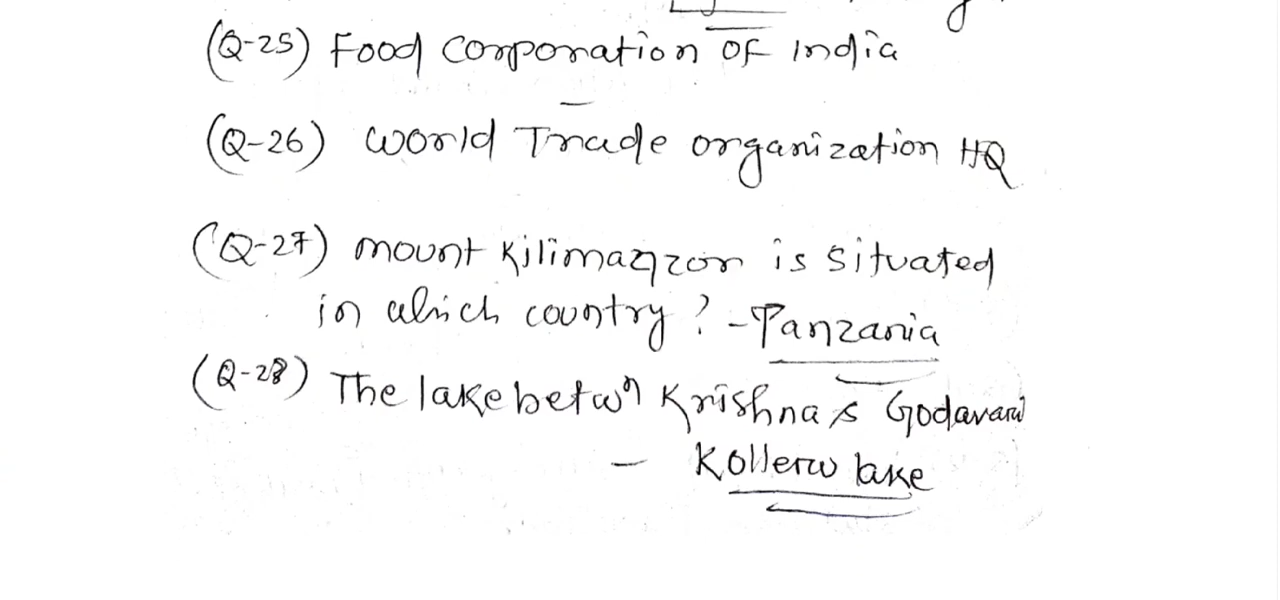 (Q-25) Food Corporation OF India
(Q-26) World Trade organization HQ
(Q-27) mount Kilimanzor is situated
in which country? - Tanzania
(Q-28) The lake betwn Krishna & Godavari
- Kolleru lake